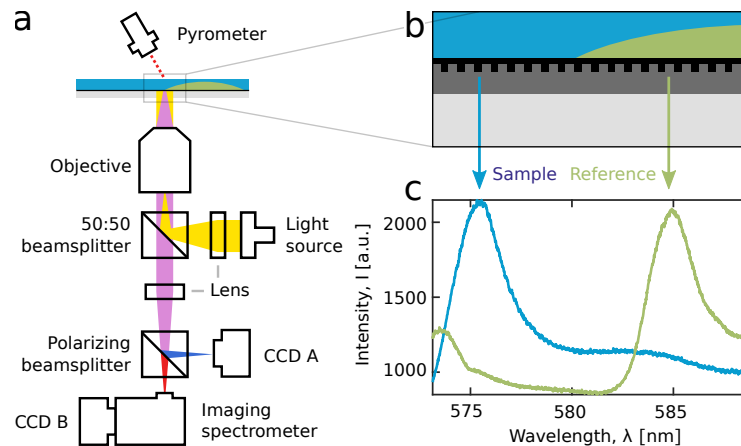 a
Pyrometer
Objective
50:50
beamsplitter
Light
source
Lens
Polarizing
beamsplitter
CCD A
CCD B
Imaging
spectrometer
b
Sample
Reference
c
Intensity, I [a.u.]
2000
1500
1000
575
580
585
Wavelength, λ [nm]